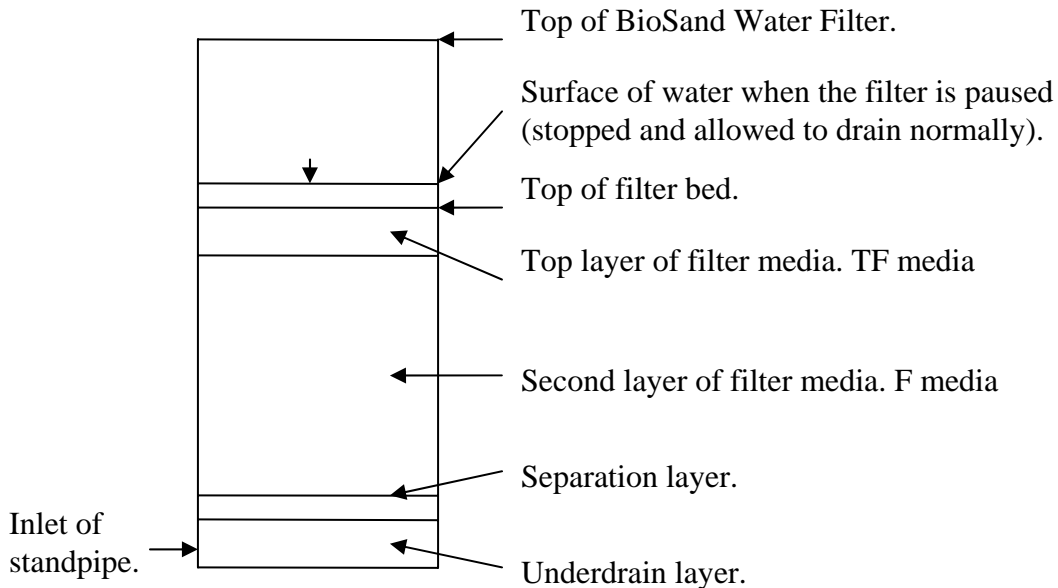 Top of BioSand Water Filter.
Surface of water when the filter is paused
(stopped and allowed to drain normally).
Top of filter bed.
Top layer of filter media. TF media
Second layer of filter media. F media
Separation layer.
Inlet of
standpipe.
Underdrain layer.